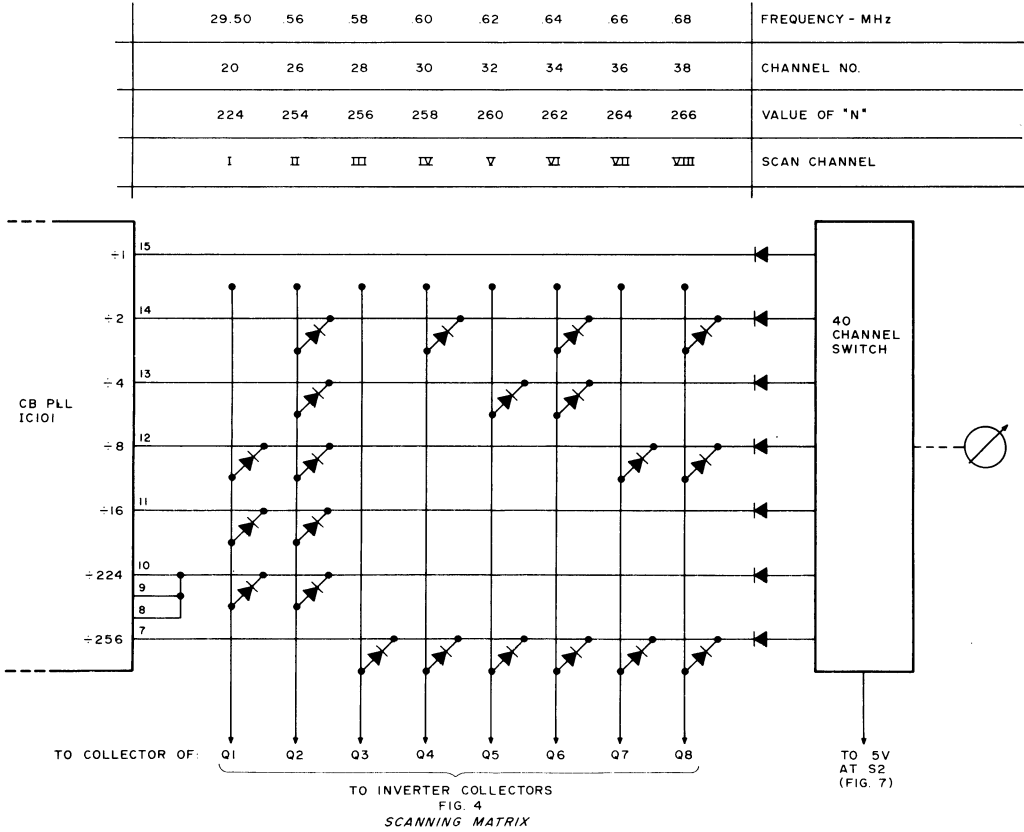 29.50 .56 .58 .60 .62 .64 .66 .68 FREQUENCY - MHz
20 26 28 30 32 34 36 38 CHANNEL NO.
224 254 256 258 260 262 264 266 VALUE OF "N"
I II III IV V VI VII VIII SCAN CHANNEL
÷1 15
÷2 14
÷4 13
÷8 12
÷16 11
÷224 10
9
8
÷256 7
CB PLL
IC101
40
CHANNEL
SWITCH
TO COLLECTOR OF: Q1 Q2 Q3 Q4 Q5 Q6 Q7 Q8
TO INVERTER COLLECTORS
FIG. 4
SCANNING MATRIX
TO 5V
AT S2
(FIG. 7)